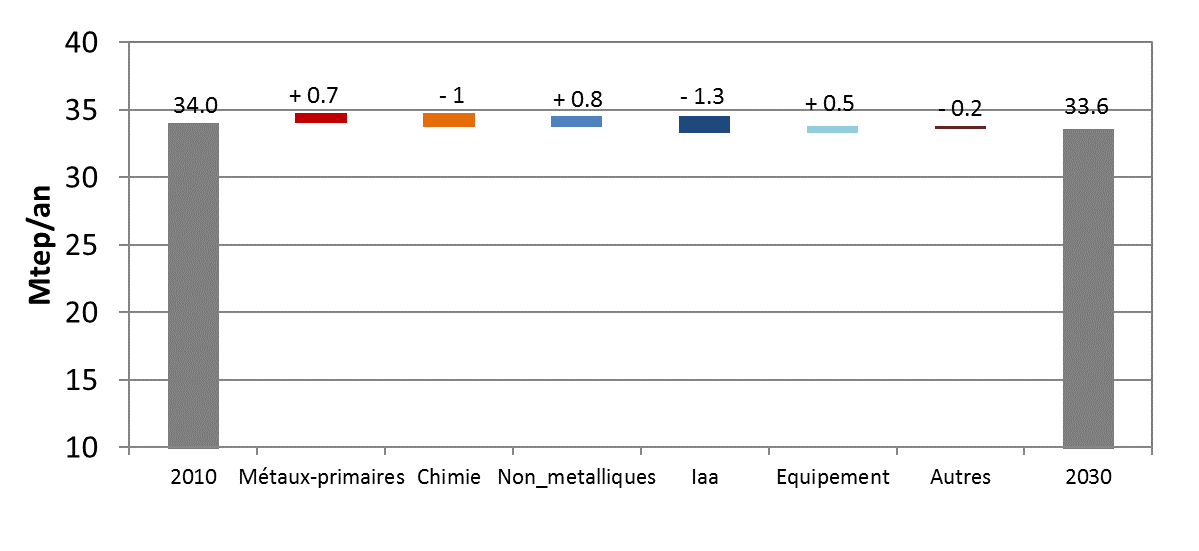 40
35
30
25
20
15
10
Mtep/an
34.0
+ 0.7
- 1
+ 0.8
- 1.3
+ 0.5
- 0.2
33.6
2010
Métaux-primaires
Chimie
Non_metalliques
Iaa
Equipement
Autres
2030